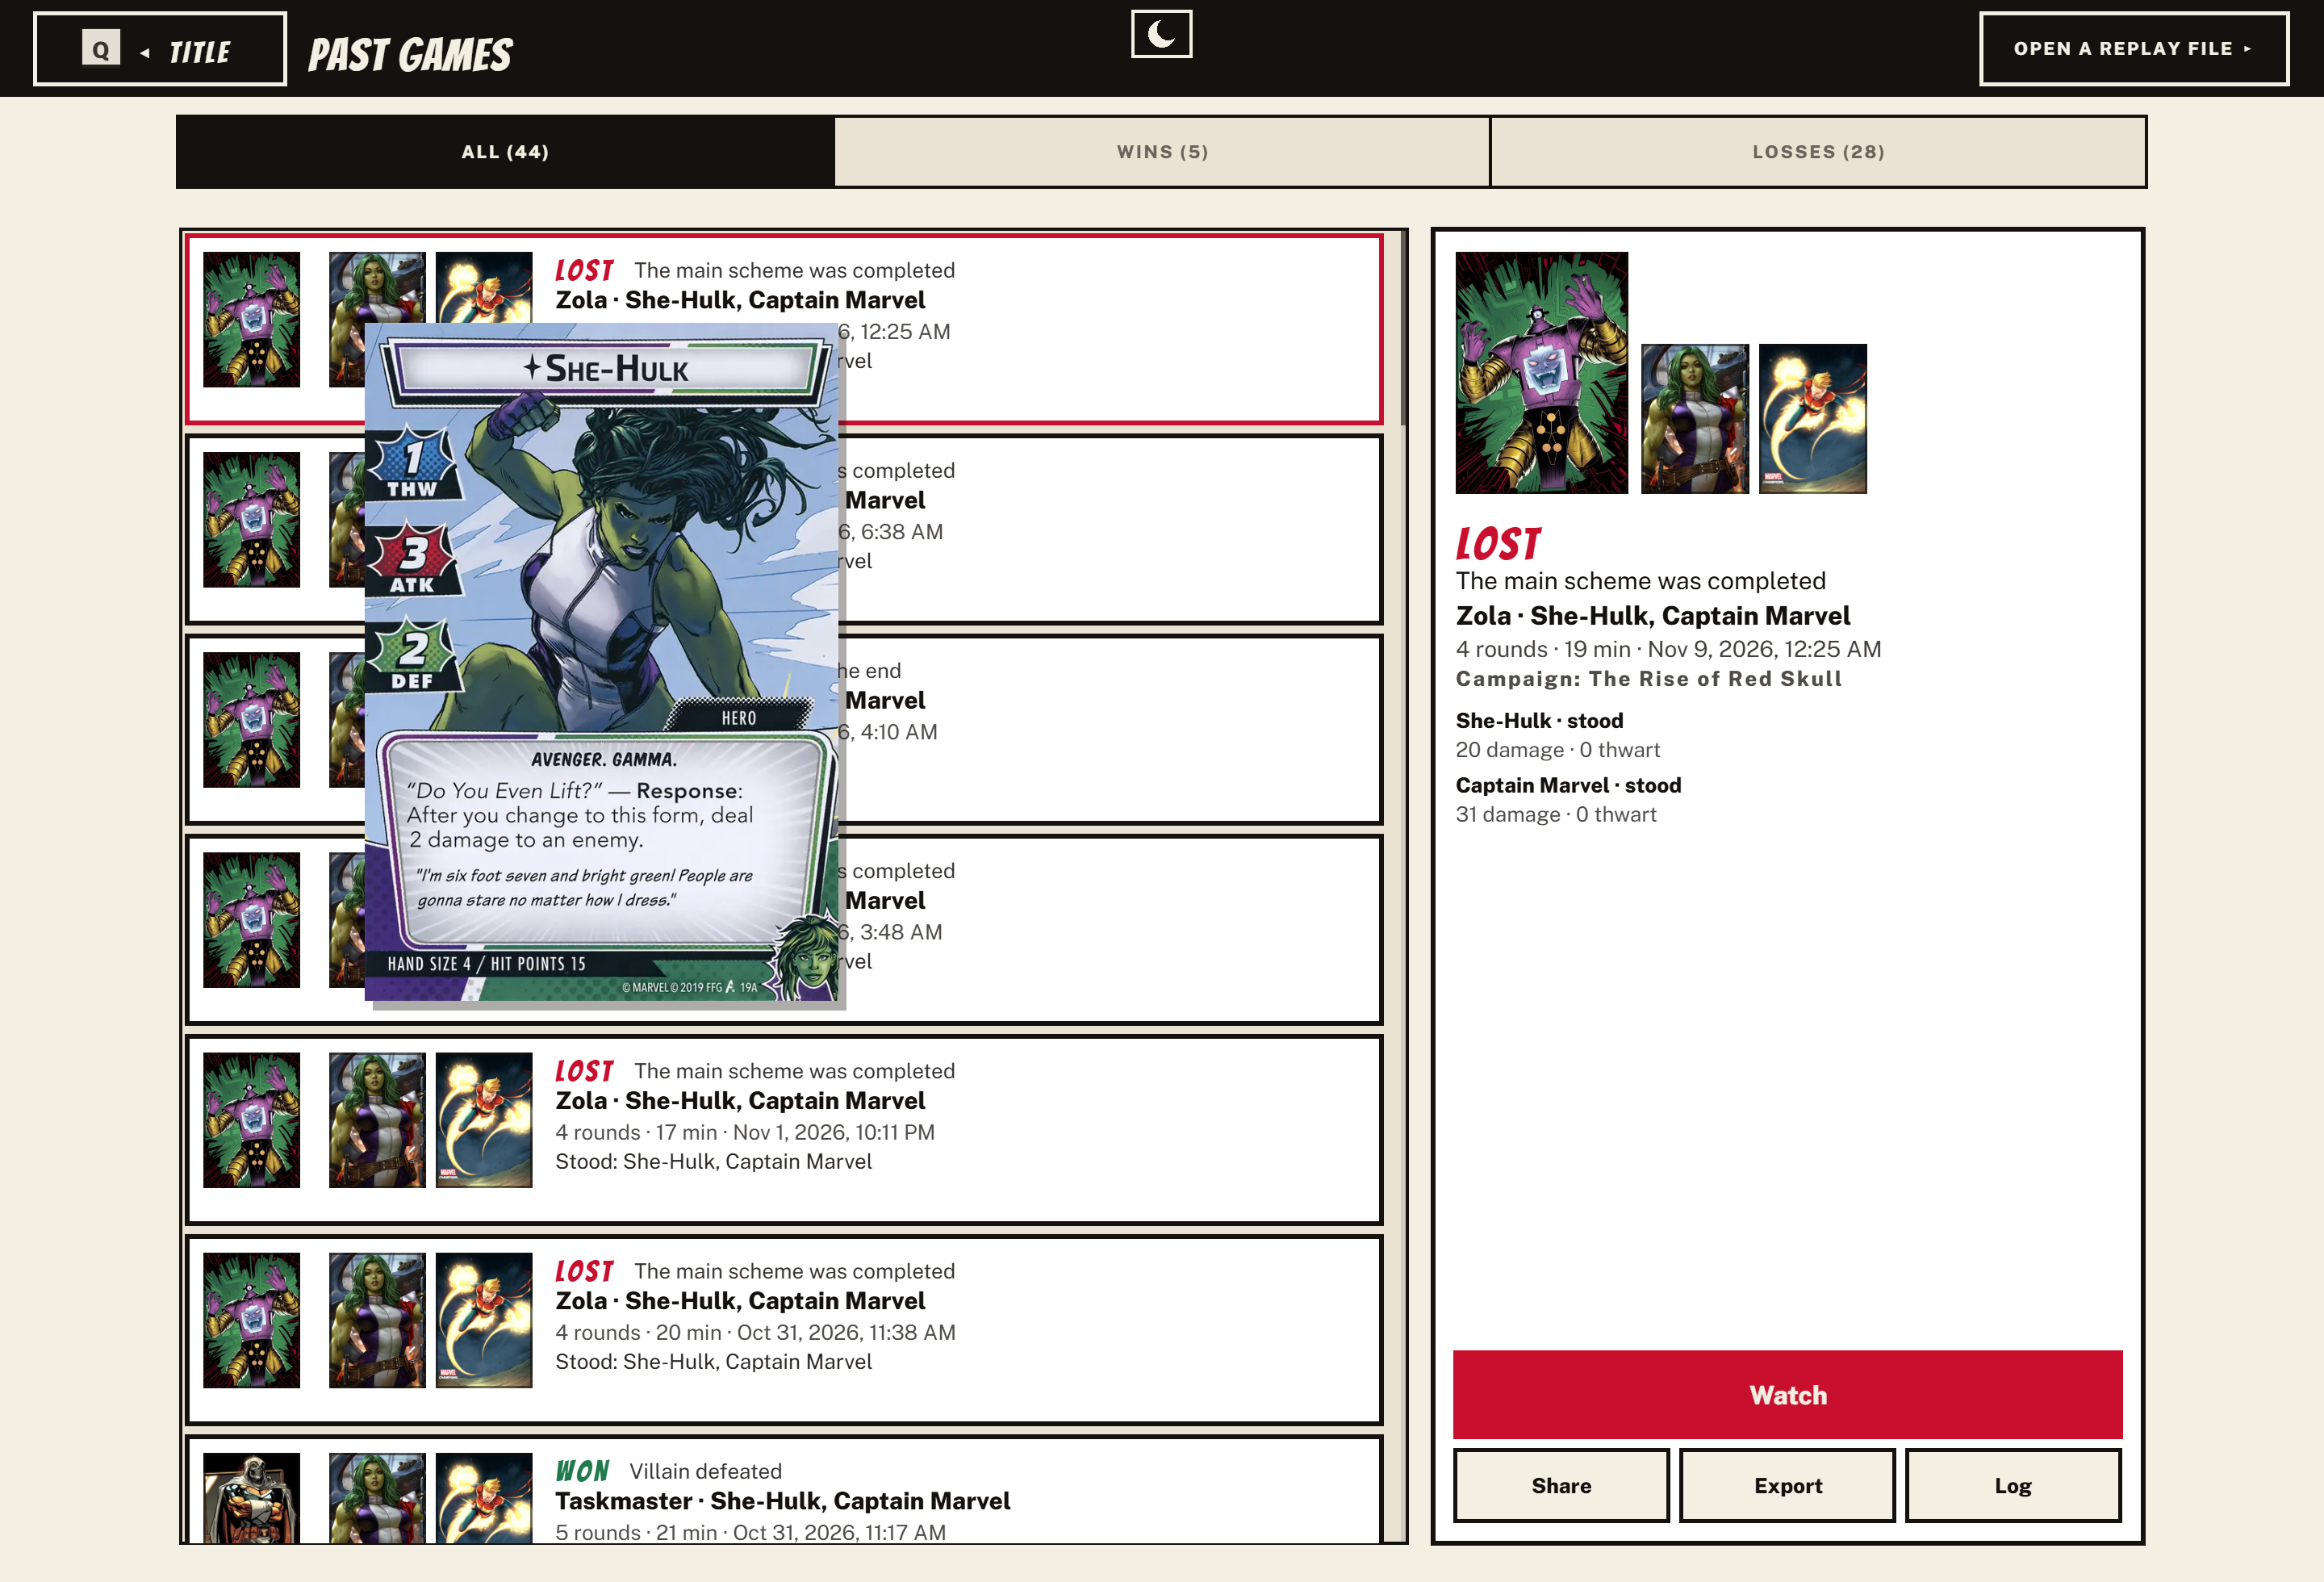 Q ◂ TITLE
PAST GAMES
OPEN A REPLAY FILE ▸
ALL (44)
WINS (5)
LOSSES (28)
LOST The main scheme was completed
Zola · She-Hulk, Captain Marvel
6, 12:25 AM
rvel
s completed
Marvel
6, 6:38 AM
rvel
he end
Marvel
6, 4:10 AM
s completed
Marvel
6, 3:48 AM
rvel
SHE-HULK
1
THW
3
ATK
2
DEF
HERO
AVENGER. GAMMA.
“Do You Even Lift?” — Response:
After you change to this form, deal
2 damage to an enemy.
"I'm six foot seven and bright green! People are
gonna stare no matter how I dress."
HAND SIZE 4 / HIT POINTS 15
© MARVEL © 2019 FFG 19A
LOST The main scheme was completed
Zola · She-Hulk, Captain Marvel
4 rounds · 17 min · Nov 1, 2026, 10:11 PM
Stood: She-Hulk, Captain Marvel
LOST The main scheme was completed
Zola · She-Hulk, Captain Marvel
4 rounds · 20 min · Oct 31, 2026, 11:38 AM
Stood: She-Hulk, Captain Marvel
WON Villain defeated
Taskmaster · She-Hulk, Captain Marvel
5 rounds · 21 min · Oct 31, 2026, 11:17 AM
LOST
The main scheme was completed
Zola · She-Hulk, Captain Marvel
4 rounds · 19 min · Nov 9, 2026, 12:25 AM
Campaign: The Rise of Red Skull
She-Hulk · stood
20 damage · 0 thwart
Captain Marvel · stood
31 damage · 0 thwart
Watch
Share
Export
Log